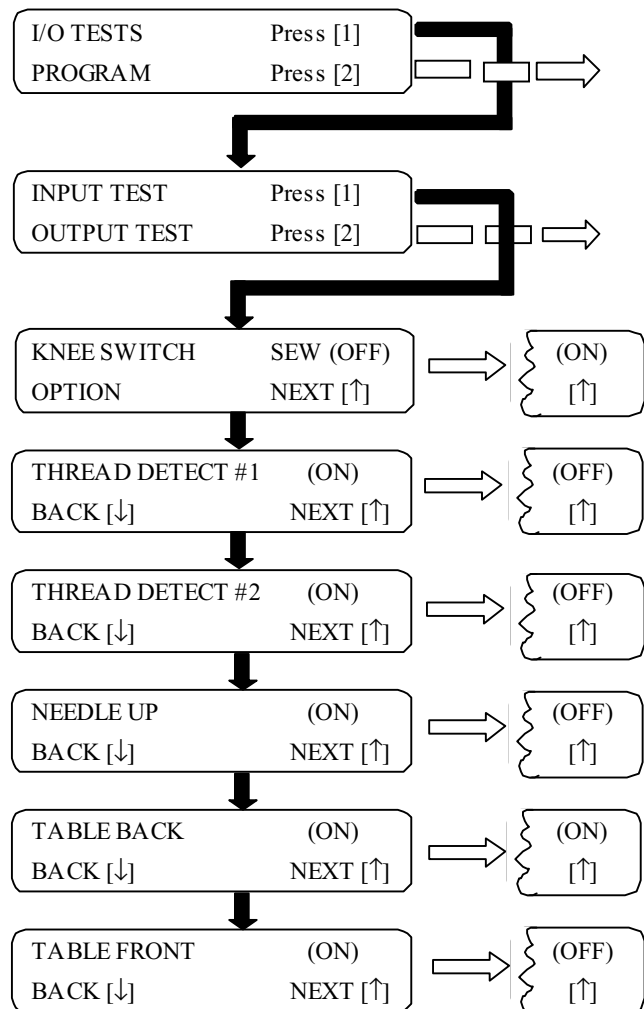 I/O TESTS Press [1]
PROGRAM Press [2]
INPUT TEST Press [1]
OUTPUT TEST Press [2]
KNEE SWITCH SEW (OFF) (ON)
OPTION NEXT [↑] [↑]
THREAD DETECT #1 (ON) (OFF)
BACK [↓] NEXT [↑] [↑]
THREAD DETECT #2 (ON) (OFF)
BACK [↓] NEXT [↑] [↑]
NEEDLE UP (ON) (OFF)
BACK [↓] NEXT [↑] [↑]
TABLE BACK (ON) (ON)
BACK [↓] NEXT [↑] [↑]
TABLE FRONT (ON) (OFF)
BACK [↓] NEXT [↑] [↑]